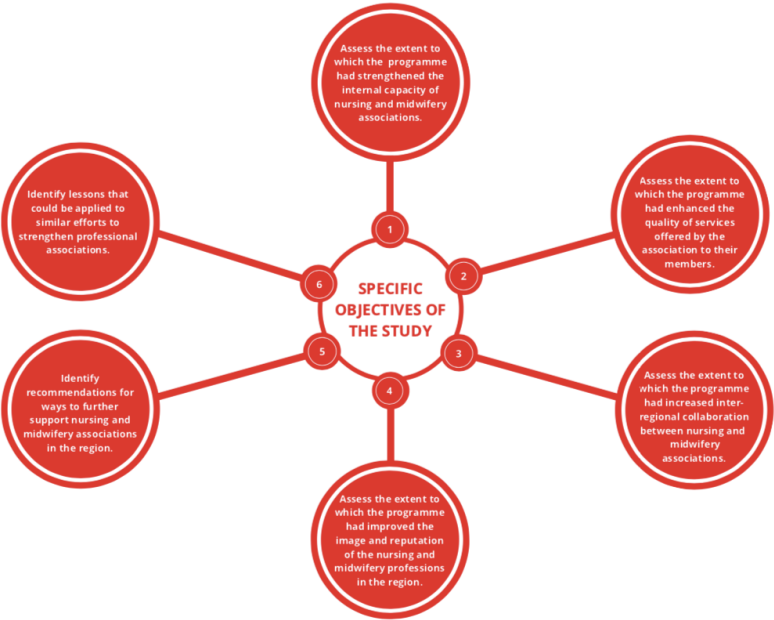 SPECIFIC
OBJECTIVES OF
THE STUDY
1
Assess the extent to
which the programme
had strengthened the
internal capacity of
nursing and midwifery
associations.
2
Assess the extent to
which the programme
had enhanced the
quality of services
offered by the
association to their
members.
3
Assess the extent to
which the programme
had increased inter-
regional collaboration
between nursing and
midwifery
associations.
4
Assess the extent to
which the programme
had improved the
image and reputation
of the nursing and
midwifery professions
in the region.
5
Identify
recommendations for
ways to further
support nursing and
midwifery associations
in the region.
6
Identify lessons that
could be applied to
similar efforts to
strengthen professional
associations.